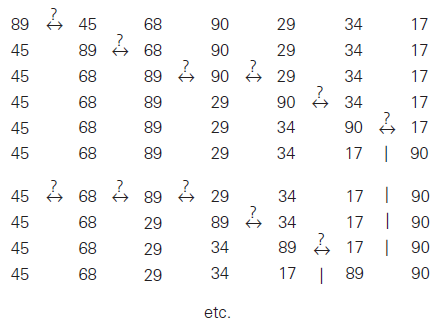 89 ?↔ 45 68 90 29 34 17
45 89 ?↔ 68 90 29 34 17
45 68 89 ?↔ 90 ?↔ 29 34 17
45 68 89 29 90 ?↔ 34 17
45 68 89 29 34 90 ?↔ 17
45 68 89 29 34 17 | 90
45 ?↔ 68 ?↔ 89 ?↔ 29 34 17 | 90
45 68 29 89 ?↔ 34 17 | 90
45 68 29 34 89 ?↔ 17 | 90
45 68 29 34 17 | 89 90
etc.